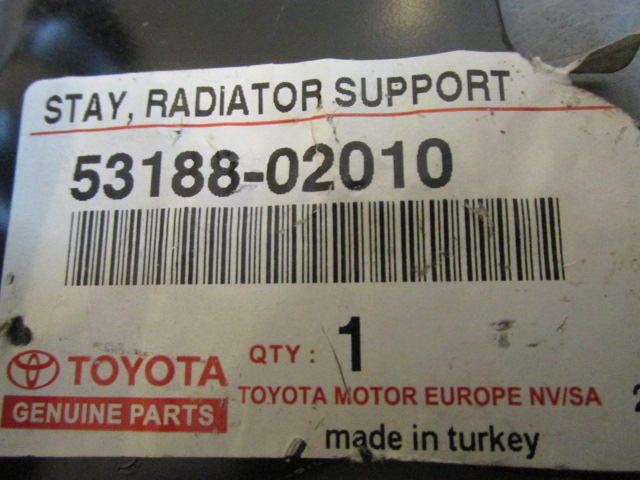 STAY, RADiATOR SUPPORT
53188-02010
QTY : 1
TOYOTA
GENUINE PARTS
TOYOTA MOTOR EUROPE NV/SA
made in turkey